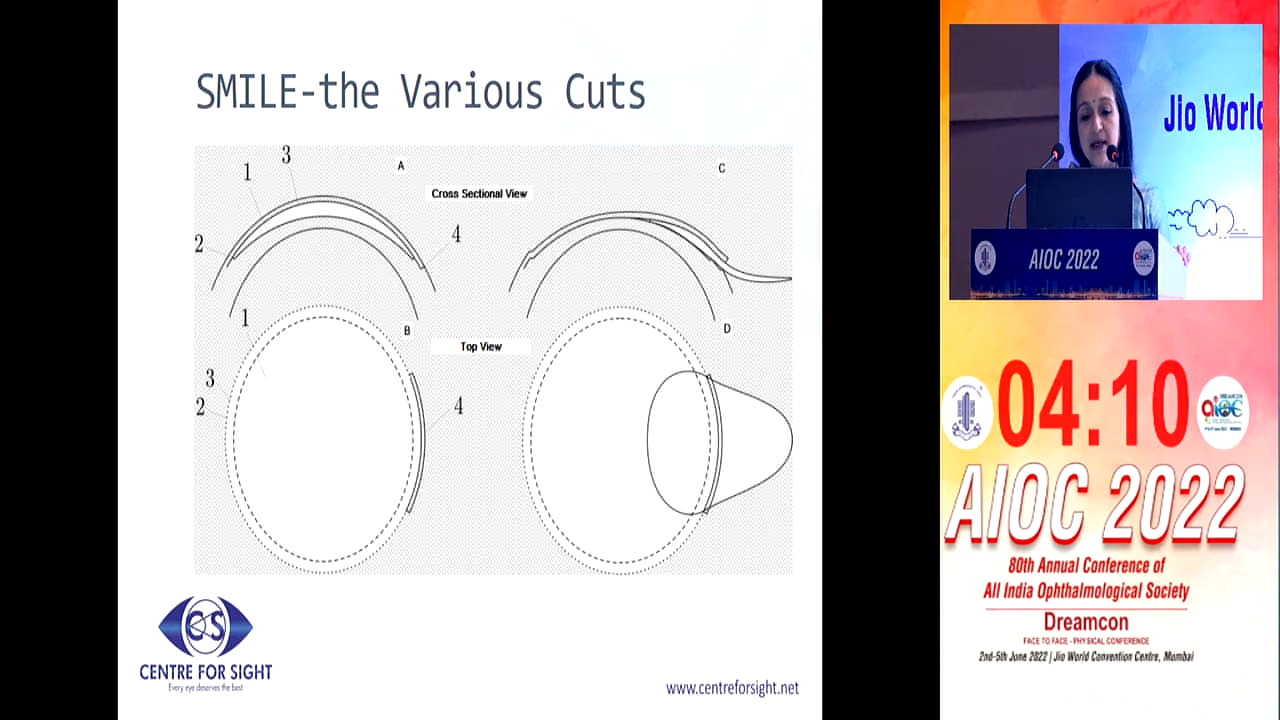 SMILE-the Various Cuts
1
3
A
Cross Sectional View
C
2
4
1
B
Top View
D
3
2
4
CS
CENTRE FOR SIGHT
Every eye deserves the best
www.centreforsight.net
Jio World
AIOC 2022
04:10
AIOC 2022
80th Annual Conference of
All India Ophthalmological Society
Dreamcon
FACE TO FACE - PHYSICAL CONFERENCE
2nd-5th June 2022 | Jio World Convention Centre, Mumbai